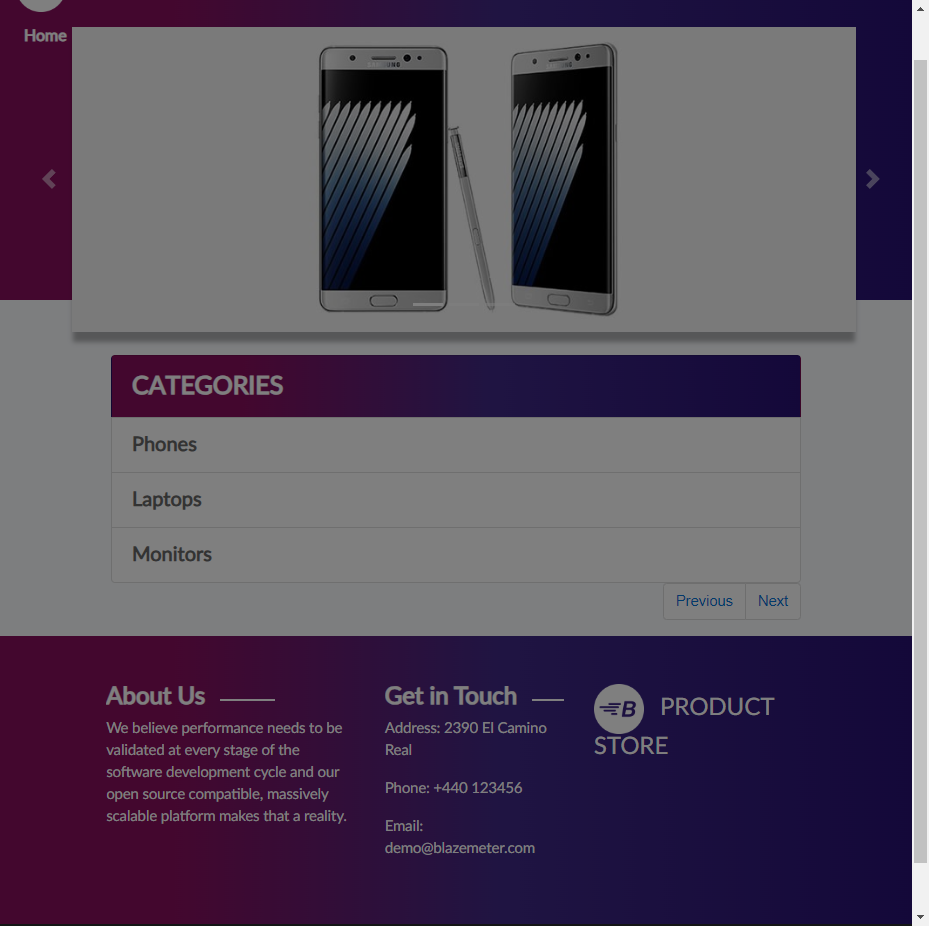 Home
SAMSUNG
CATEGORIES
Phones
Laptops
Monitors
Previous Next
About Us
We believe performance needs to be
validated at every stage of the
software development cycle and our
open source compatible, massively
scalable platform makes that a reality.
Get in Touch
Address: 2390 El Camino
Real
Phone: +440 123456
Email:
demo@blazemeter.com
B PRODUCT
STORE